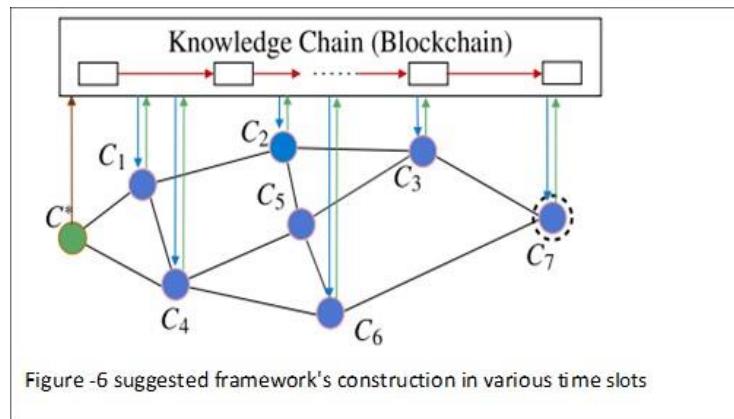 Knowledge Chain (Blockchain)
C1
C2
C3
C*
C5
C7
C4
C6
Figure -6 suggested framework's construction in various time slots